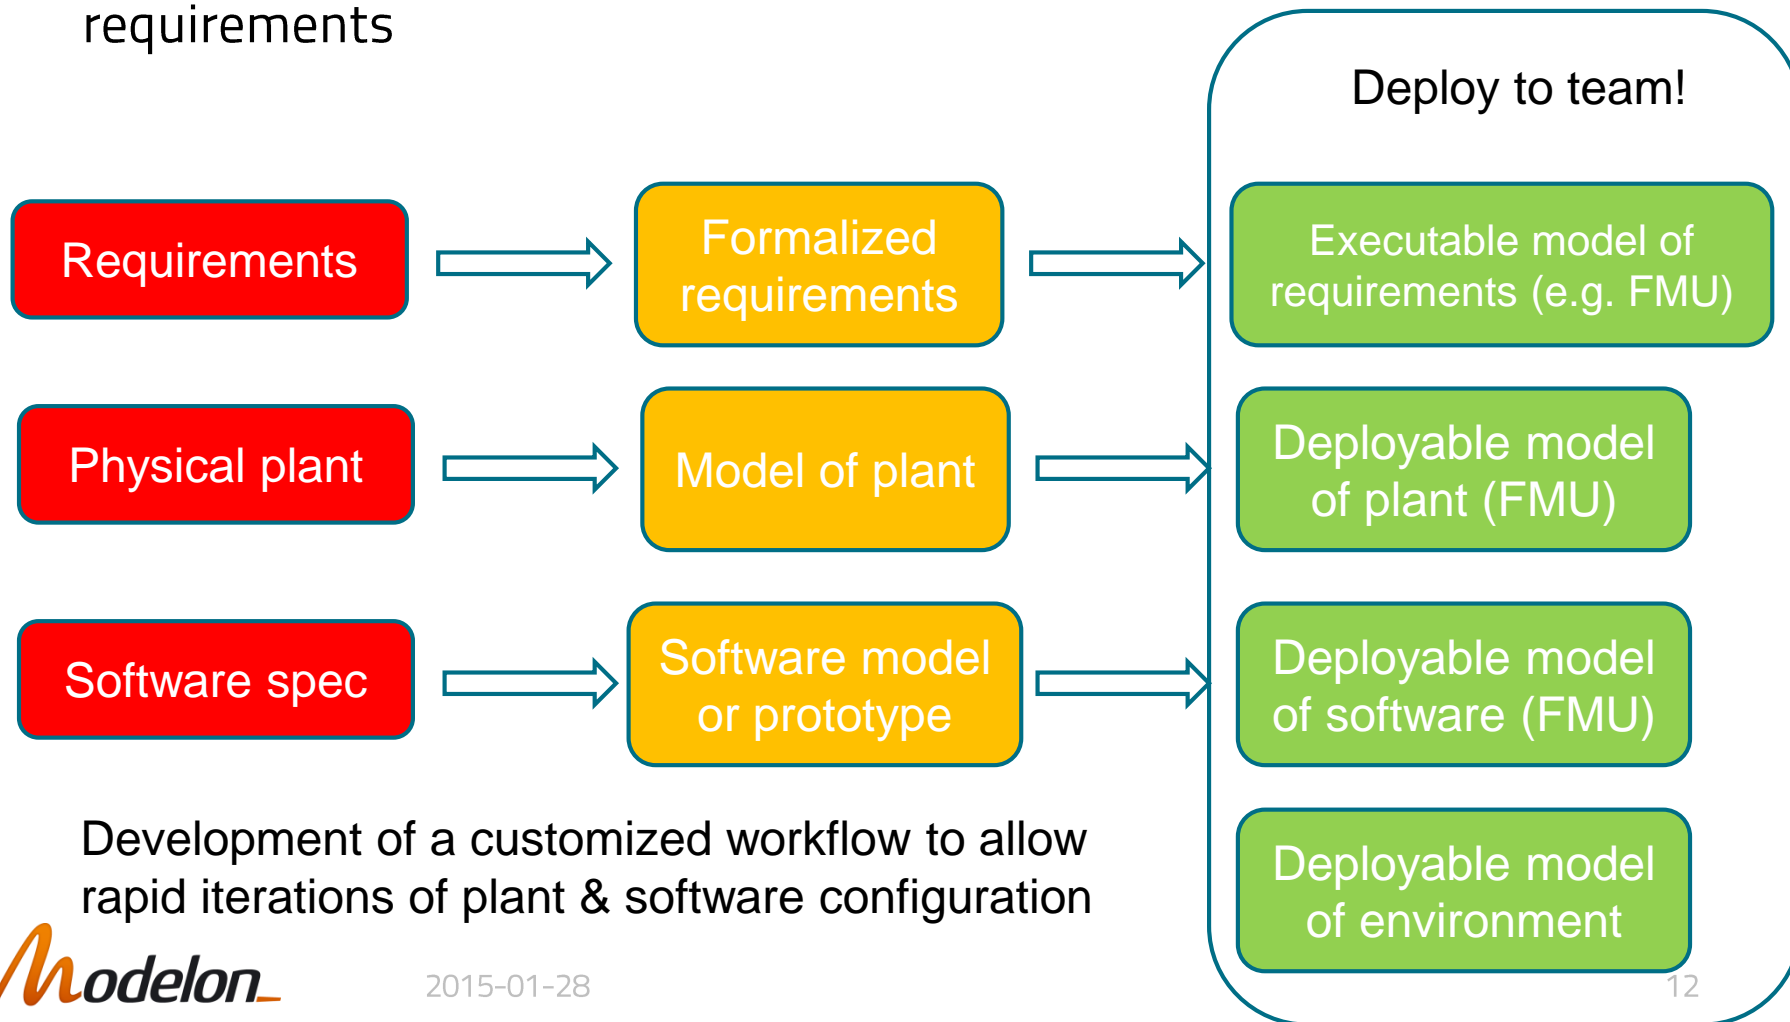 requirements
Deploy to team!
Requirements
Formalized
requirements
Executable model of
requirements (e.g. FMU)
Physical plant
Model of plant
Deployable model
of plant (FMU)
Software spec
Software model
or prototype
Deployable model
of software (FMU)
Development of a customized workflow to allow
rapid iterations of plant & software configuration
Deployable model
of environment
Modelon
2015-01-28
12